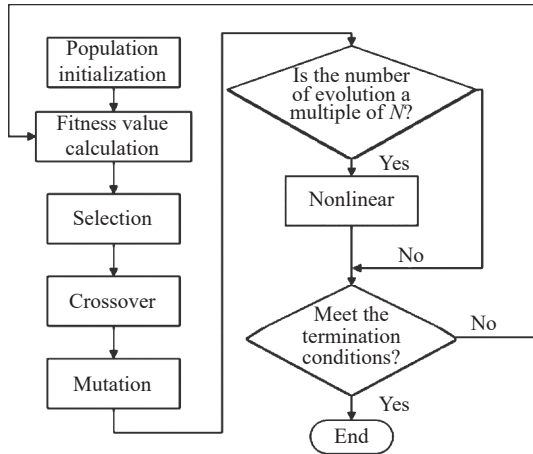 Population
initialization
Fitness value
calculation
Selection
Crossover
Mutation
Is the number
of evolution a
multiple of N?
Yes
Nonlinear
No
Meet the
termination
conditions?
No
Yes
End